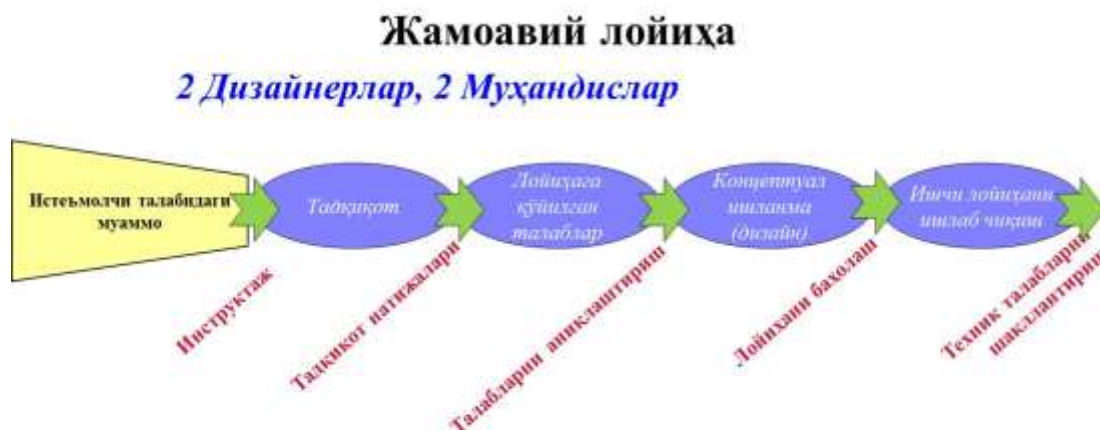 Жамоавий лойиҳа
2 Дизайнерлар, 2 Муҳандислар
Истеъмолчи талабидаги
муаммо
Тадқиқот
Лойиҳага
қўйилган
талаблар
Концептуал
ишланма
(дизайн)
Ишчи лойиҳани
ишлаб чиқиш
Инструктаж
Тадқиқот натижалари
Талабларни аниқлаштириш
Лойиҳани баҳолаш
Техник талабларни
шакллантириш